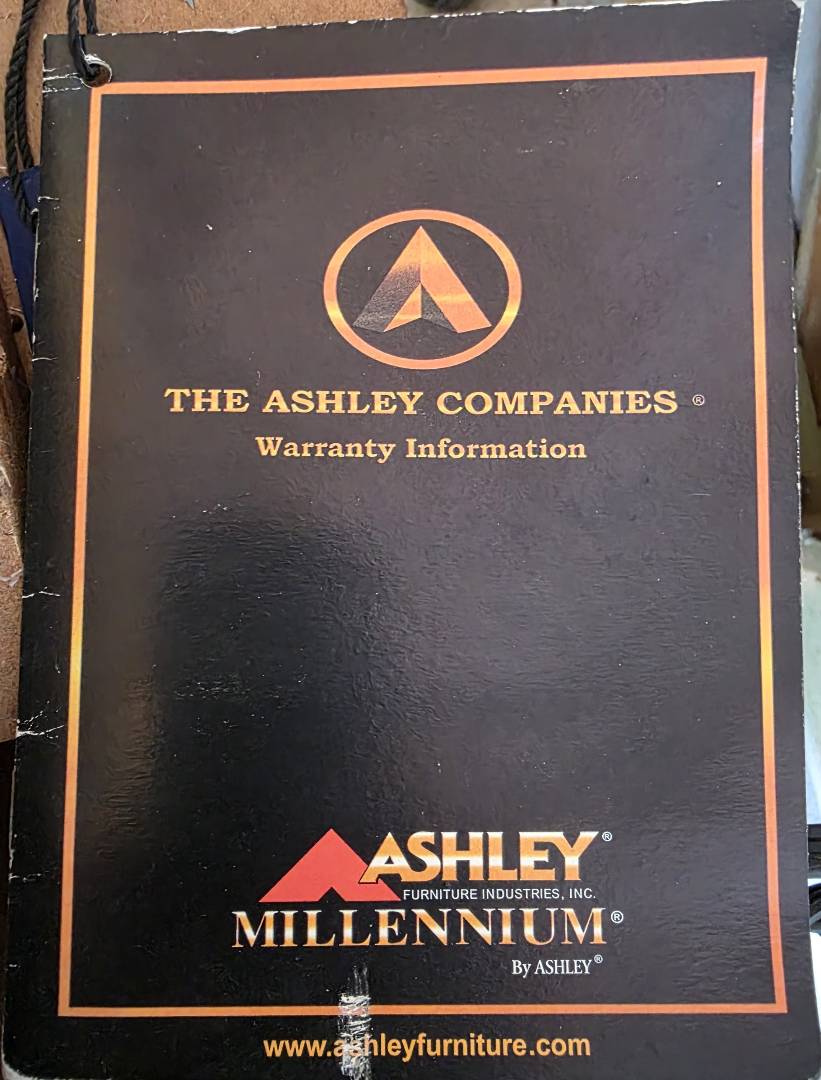 THE ASHLEY COMPANIES ®
Warranty Information
ASHLEY®
FURNITURE INDUSTRIES, INC.
MILLENNIUM®
By ASHLEY®
www.ashleyfurniture.com